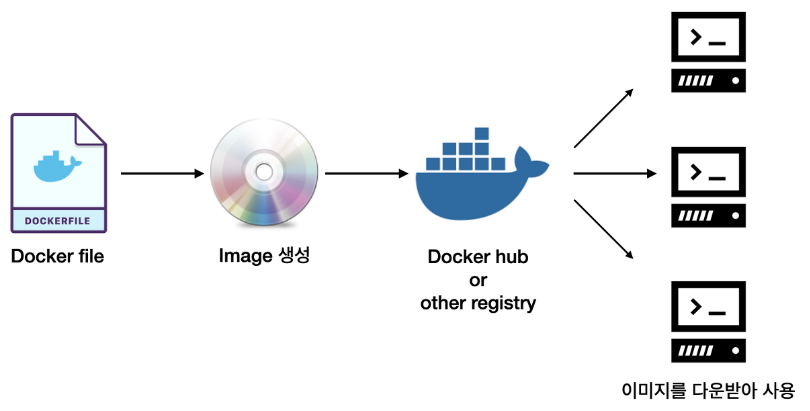 DOCKERFILE
Docker file
Image 생성
Docker hub
or
other registry
이미지를 다운받아 사용